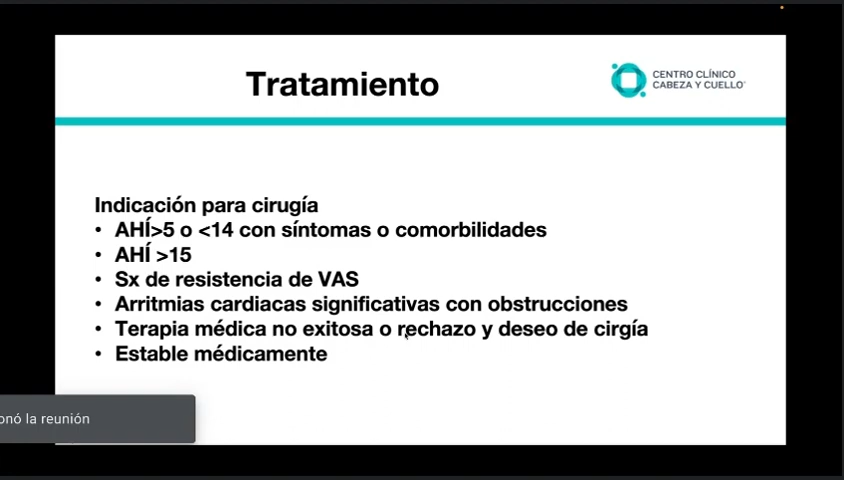 Tratamiento
CENTRO CLÍNICO
CABEZA Y CUELLO
Indicación para cirugía
• AHÍ>5 o <14 con síntomas o comorbilidades
• AHÍ >15
• Sx de resistencia de VAS
• Arritmias cardiacas significativas con obstrucciones
• Terapia médica no exitosa o rechazo y deseo de cirgía
• Estable médicamente
onó la reunión